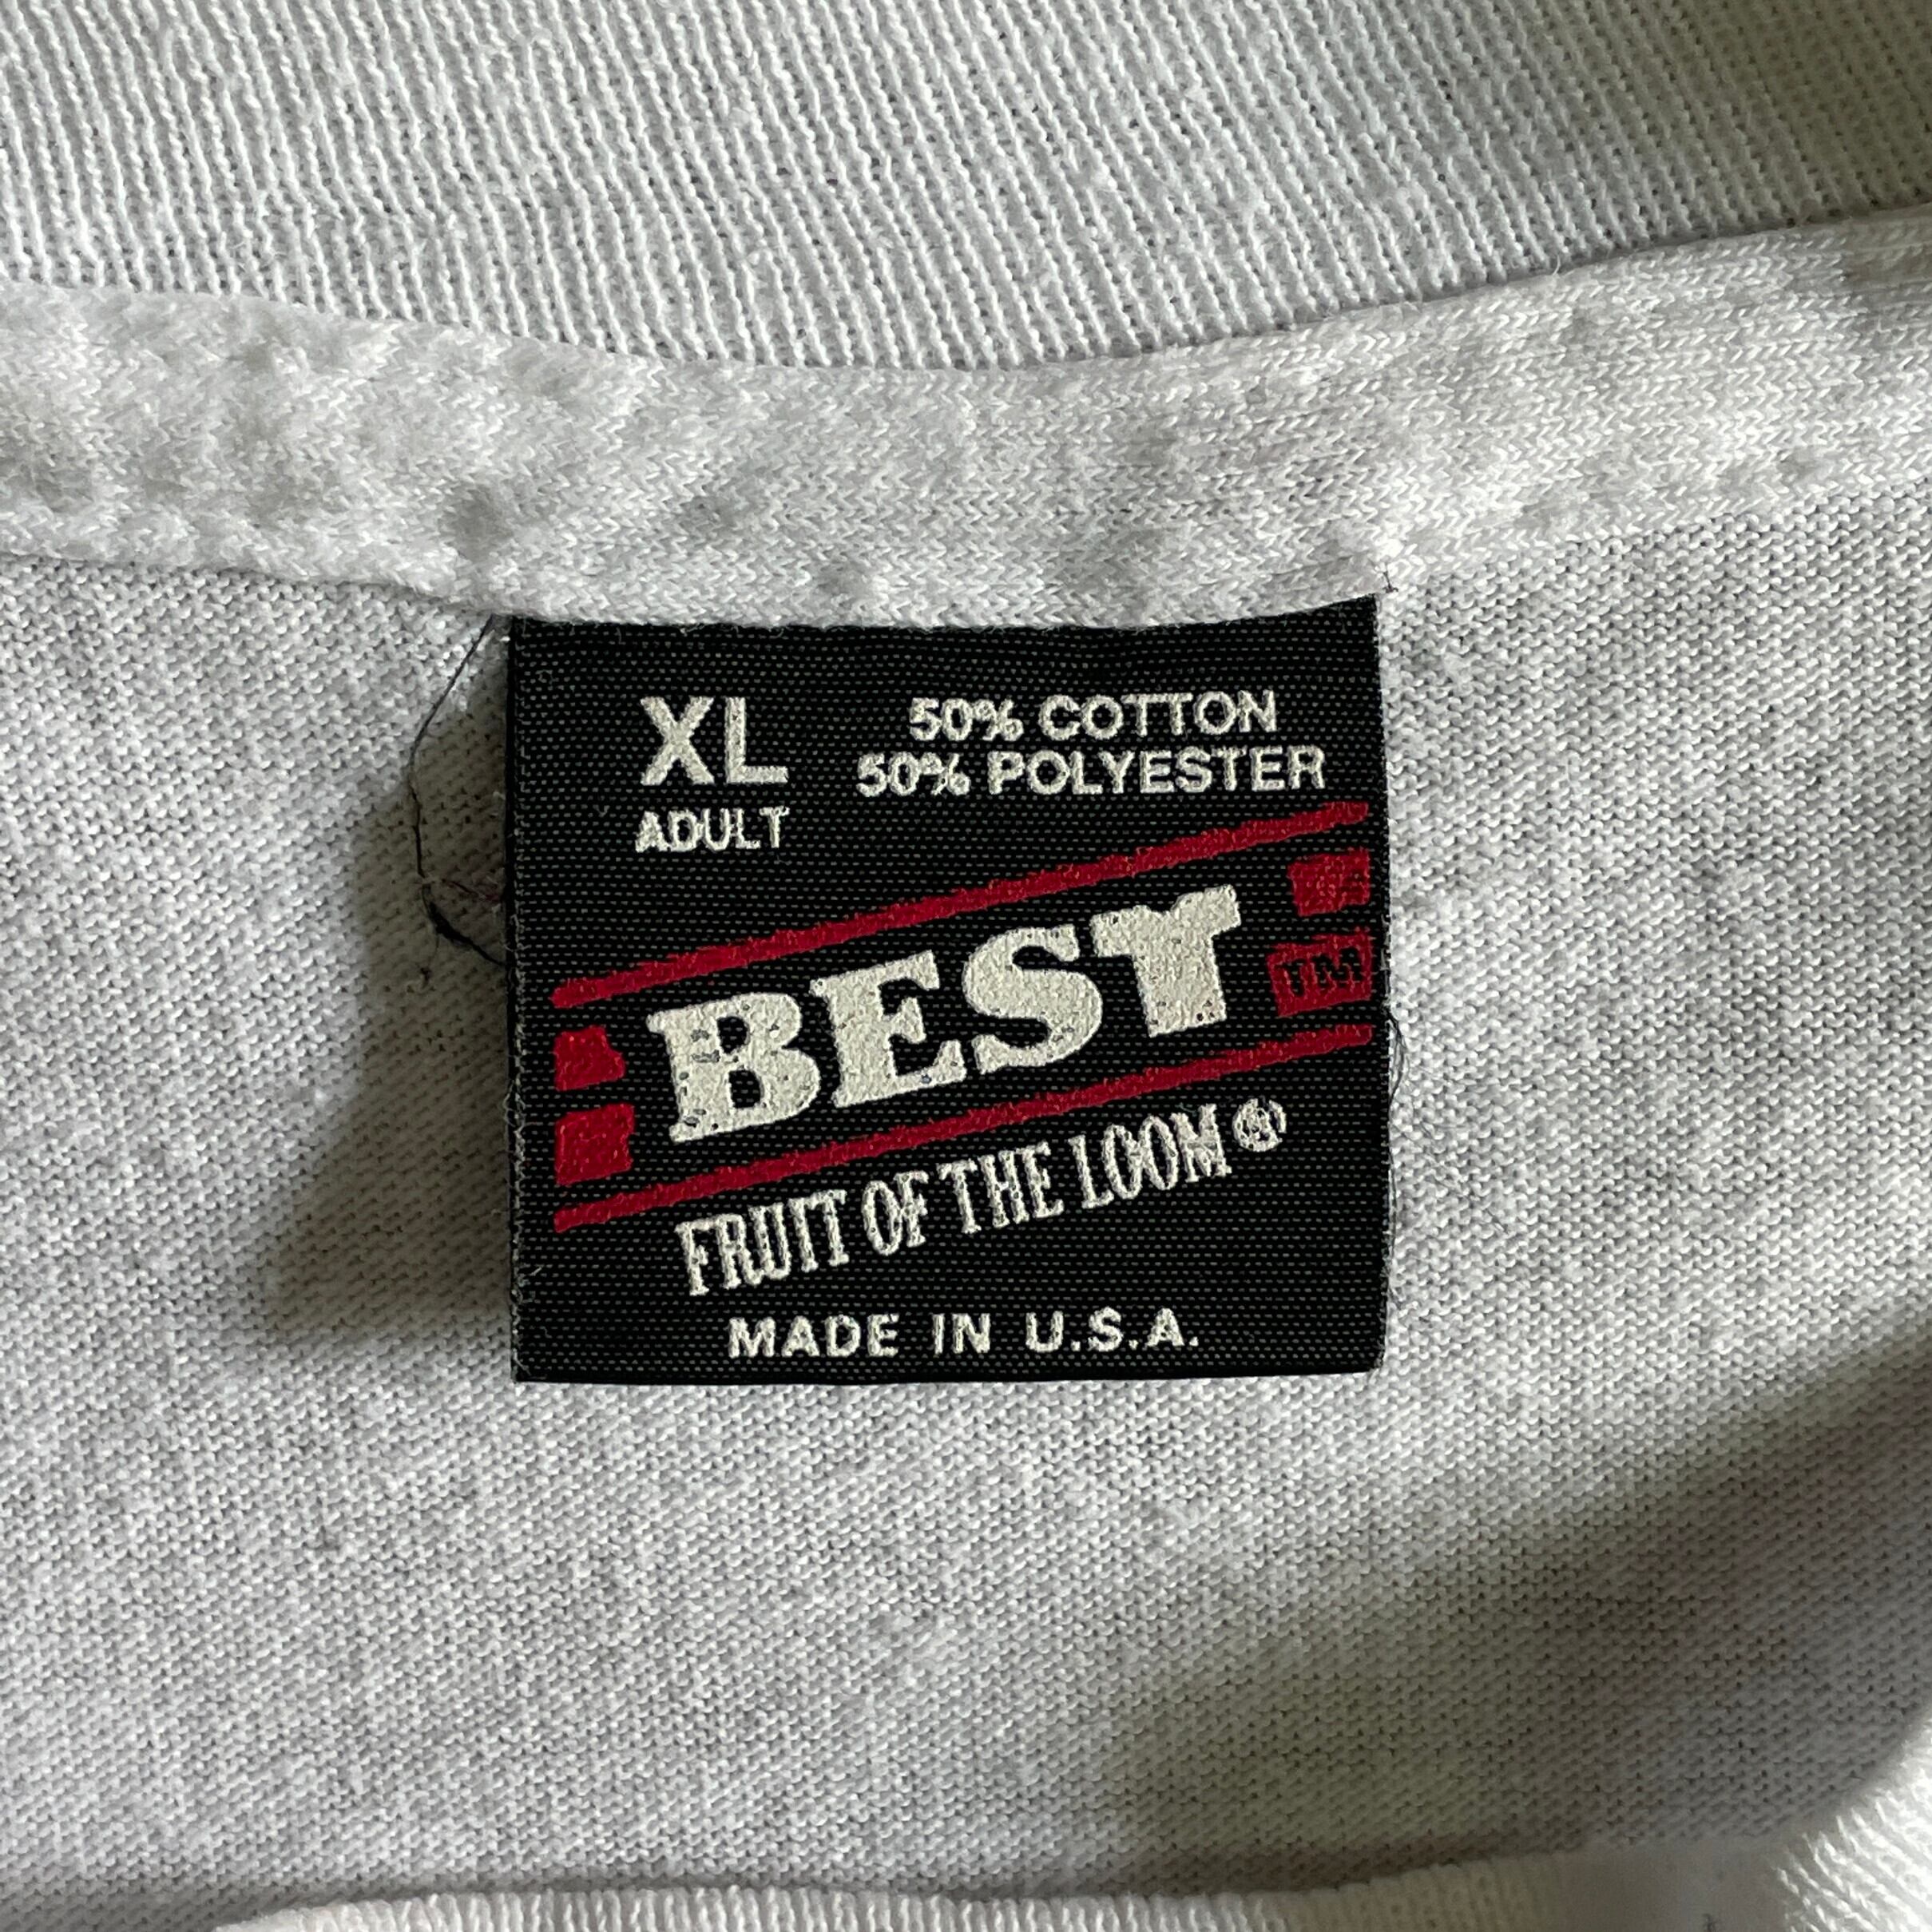 XL
ADULT
50% COTTON
50% POLYESTER
BEST
TM
FRUIT OF THE LOOM®
MADE IN U.S.A.